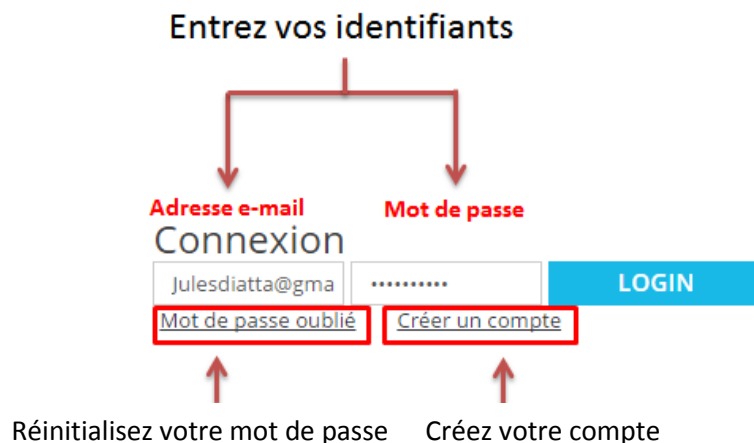 Entrez vos identifiants
Adresse e-mail Mot de passe
Connexion
Julesdiatta@gma •••••••••• LOGIN
Mot de passe oublié Créer un compte
Réinitialisez votre mot de passe Créez votre compte